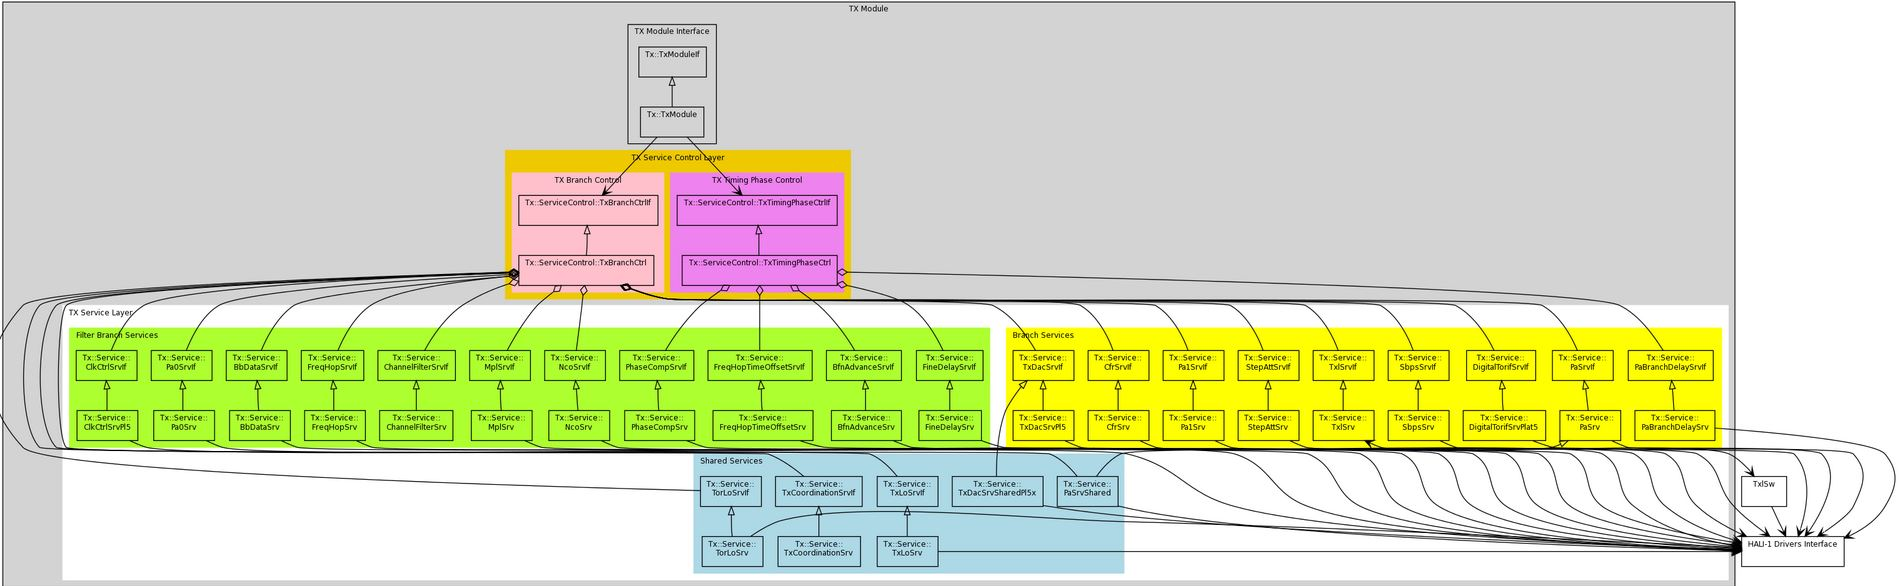 TX Module
TX Module Interface
Tx::TxModuleIf
Tx::TxModule
TX Service Control Layer
TX Branch Control
TX Timing Phase Control
Tx::ServiceControl::TxBranchCtrlIf
Tx::ServiceControl::TxTimingPhaseCtrlIf
Tx::ServiceControl::TxBranchCtrl
Tx::ServiceControl::TxTimingPhaseCtrl
TX Service Layer
Filter Branch Services
Tx::Service::
ClkCtrlSrvIf
Tx::Service::
Pa0SrvIf
Tx::Service::
BbDataSrvIf
Tx::Service::
FreqHopSrvIf
Tx::Service::
ChannelFilterSrvIf
Tx::Service::
MplSrvIf
Tx::Service::
NcoSrvIf
Tx::Service::
PhaseCompSrvIf
Tx::Service::
FreqHopTimeOffsetSrvIf
Tx::Service::
BfnAdvanceSrvIf
Tx::Service::
FineDelaySrvIf
Tx::Service::
ClkCtrlSrvPl5
Tx::Service::
Pa0Srv
Tx::Service::
BbDataSrv
Tx::Service::
FreqHopSrv
Tx::Service::
ChannelFilterSrv
Tx::Service::
MplSrv
Tx::Service::
NcoSrv
Tx::Service::
PhaseCompSrv
Tx::Service::
FreqHopTimeOffsetSrv
Tx::Service::
BfnAdvanceSrv
Tx::Service::
FineDelaySrv
Branch Services
Tx::Service::
TxDacSrvIf
Tx::Service::
CfrSrvIf
Tx::Service::
Pa1SrvIf
Tx::Service::
StepAttSrvIf
Tx::Service::
TxlSrvIf
Tx::Service::
SbpsSrvIf
Tx::Service::
DigitalTorifSrvIf
Tx::Service::
PaSrvIf
Tx::Service::
PaBranchDelaySrvIf
Tx::Service::
TxDacSrvPl5
Tx::Service::
CfrSrv
Tx::Service::
Pa1Srv
Tx::Service::
StepAttSrv
Tx::Service::
TxlSrv
Tx::Service::
SbpsSrv
Tx::Service::
DigitalTorifSrvPlat5
Tx::Service::
PaSrv
Tx::Service::
PaBranchDelaySrv
Shared Services
Tx::Service::
TorLoSrvIf
Tx::Service::
TxCoordinationSrvIf
Tx::Service::
TxLoSrvIf
Tx::Service::
TxDacSrvSharedPl5x
Tx::Service::
PaSrvShared
Tx::Service::
TorLoSrv
Tx::Service::
TxCoordinationSrv
Tx::Service::
TxLoSrv
TxlSw
HALI-1 Drivers Interface